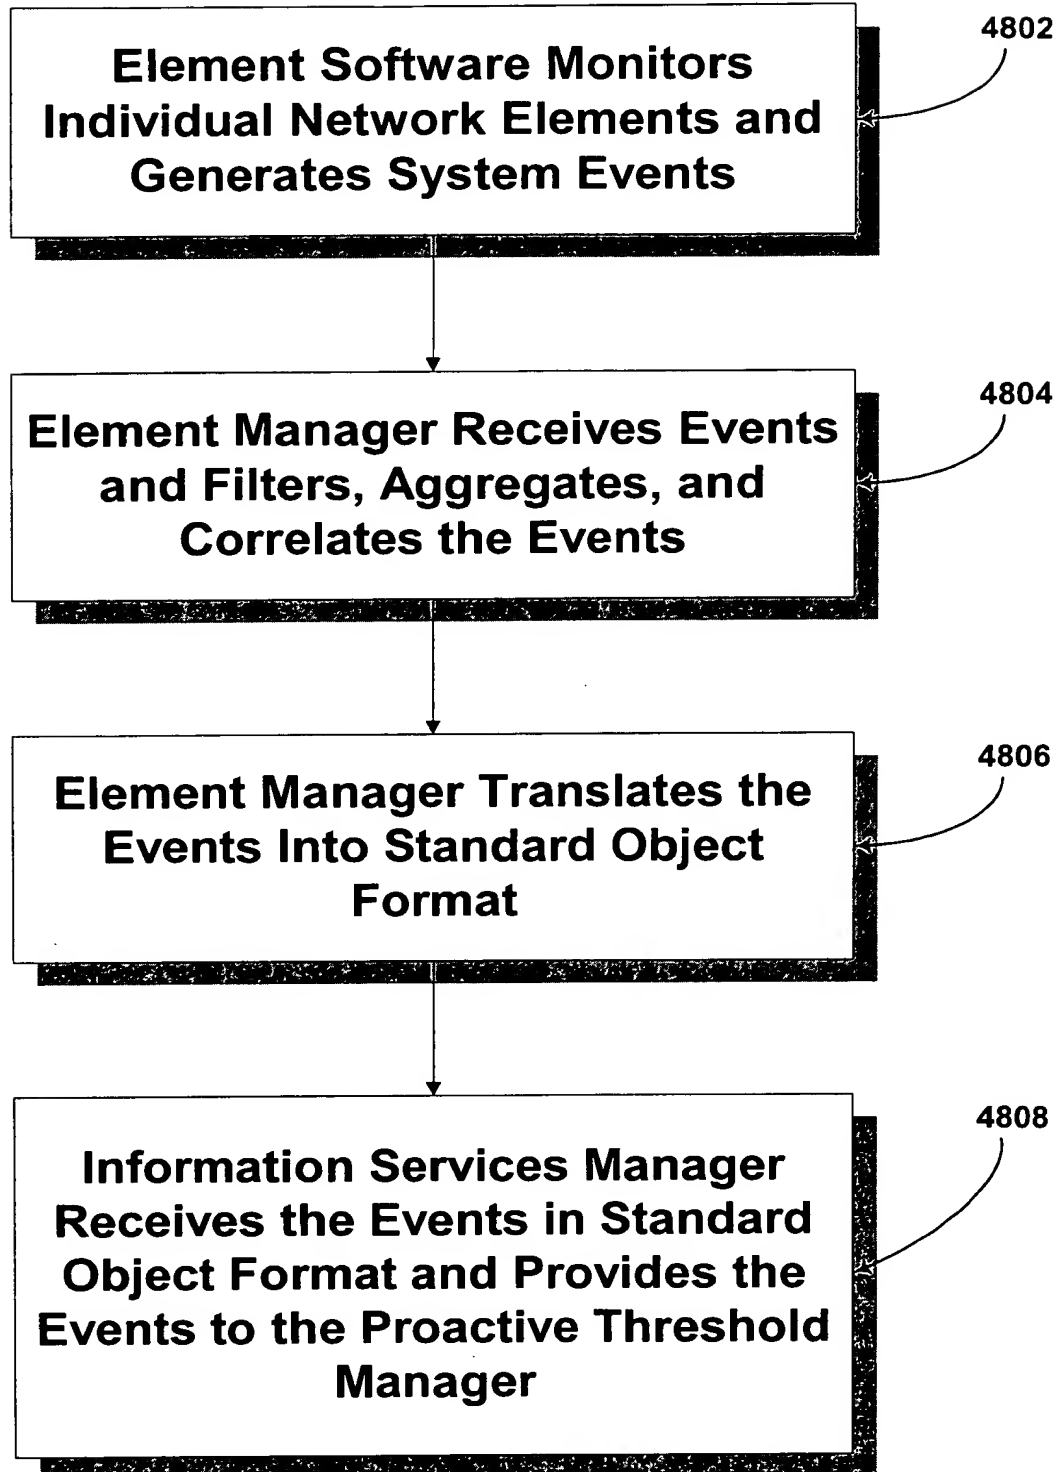 4802
Element Software Monitors
Individual Network Elements and
Generates System Events
4804
Element Manager Receives Events
and Filters, Aggregates, and
Correlates the Events
4806
Element Manager Translates the
Events Into Standard Object
Format
4808
Information Services Manager
Receives the Events in Standard
Object Format and Provides the
Events to the Proactive Threshold
Manager